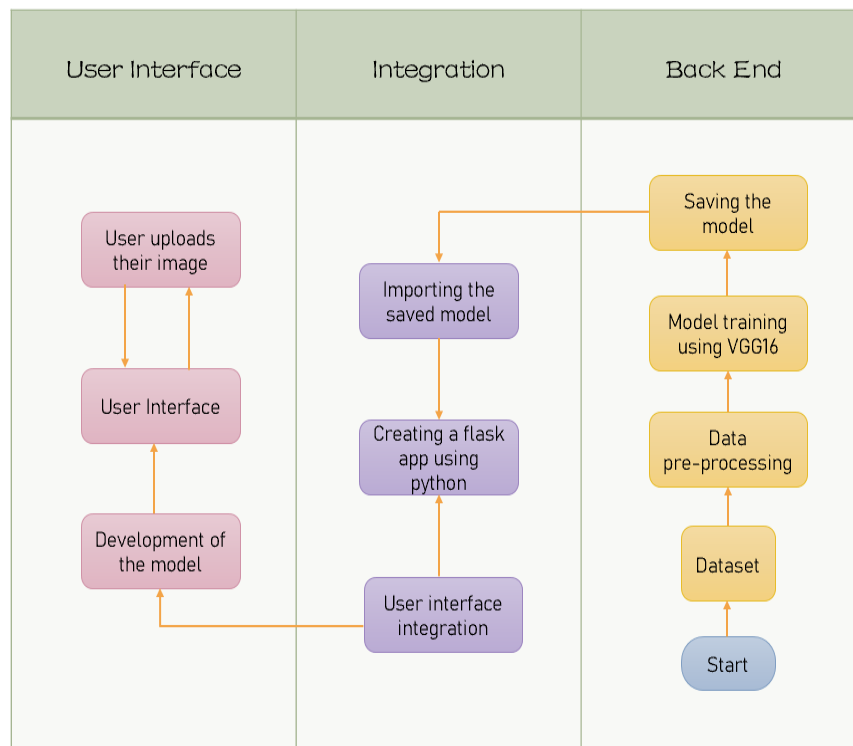 User Interface
Integration
Back End
User uploads
their image
User Interface
Development of
the model
Importing the
saved model
Creating a flask
app using
python
User interface
integration
Saving the
model
Model training
using VGG16
Data
pre-processing
Dataset
Start